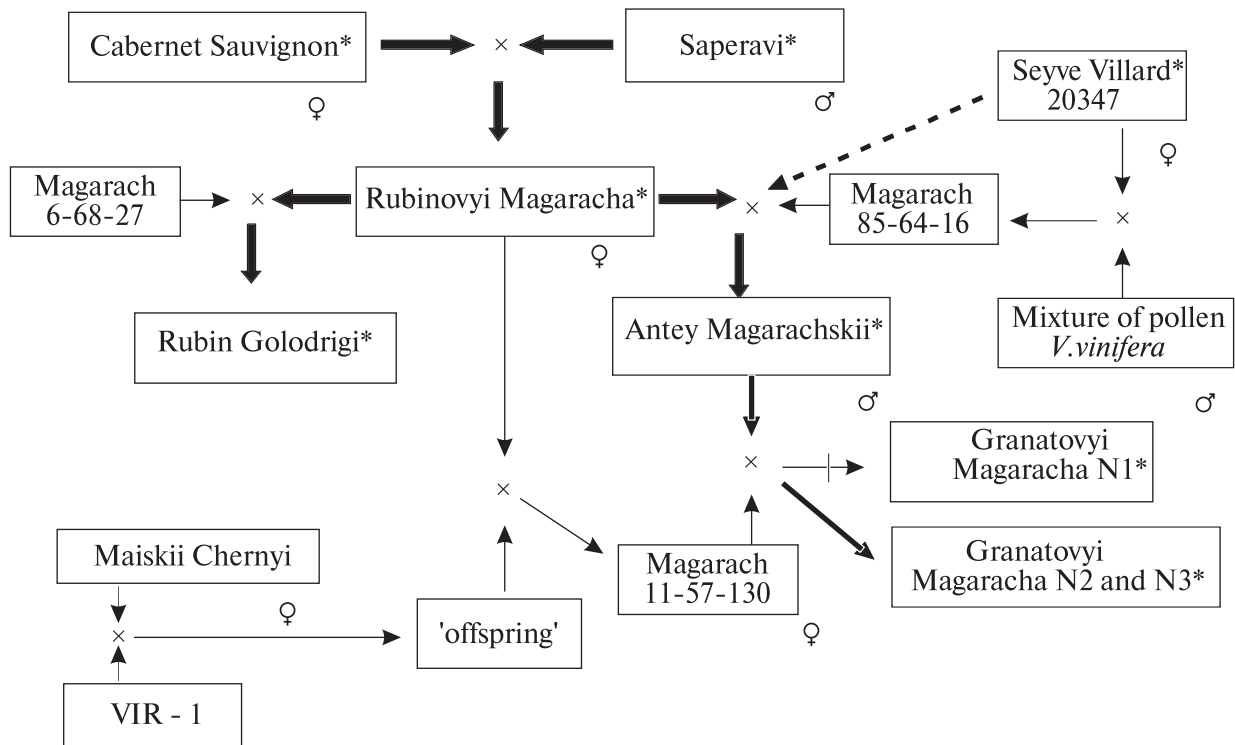 Cabernet Sauvignon*
×
Saperavi*
♀
♂
Seyve Villard*
20347
♀
Magarach
6-68-27
×
Rubinovyi Magaracha*
×
Magarach
85-64-16
×
♀
Rubin Golodrigi*
Antey Magarachskii*
Mixture of pollen
V.vinifera
♂
♂
×
Granatovyi
Magaracha N1*
×
Maiskii Chernyi
Magarach
11-57-130
Granatovyi
Magaracha N2 and N3*
♀
×
'offspring'
♀
VIR - 1